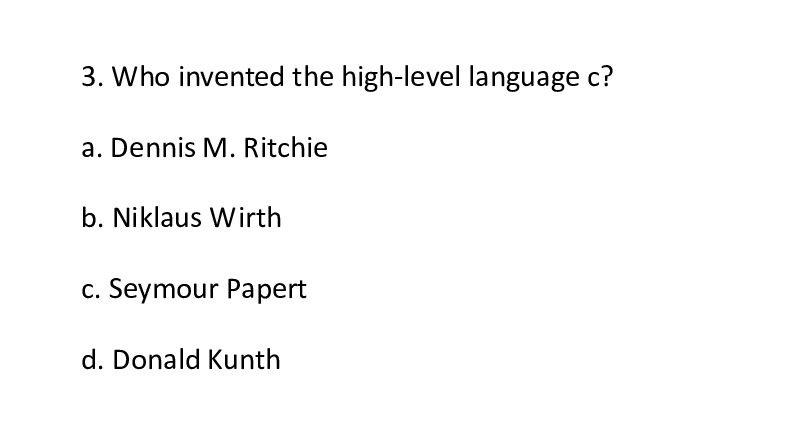 3. Who invented the high-level language c?
a. Dennis M. Ritchie
b. Niklaus Wirth
c. Seymour Papert
d. Donald Kunth